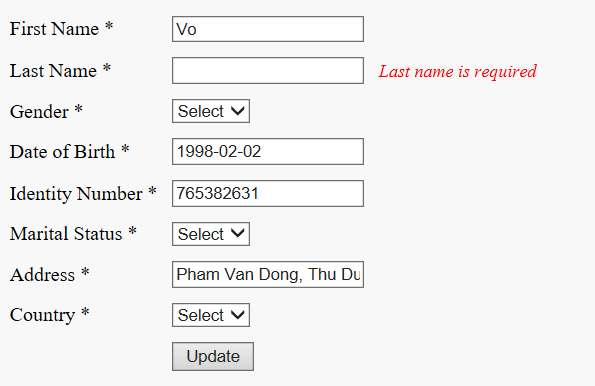 First Name * Vo
Last Name * Last name is required
Gender * Select
Date of Birth * 1998-02-02
Identity Number * 765382631
Marital Status * Select
Address * Pham Van Dong, Thu Du
Country * Select
Update